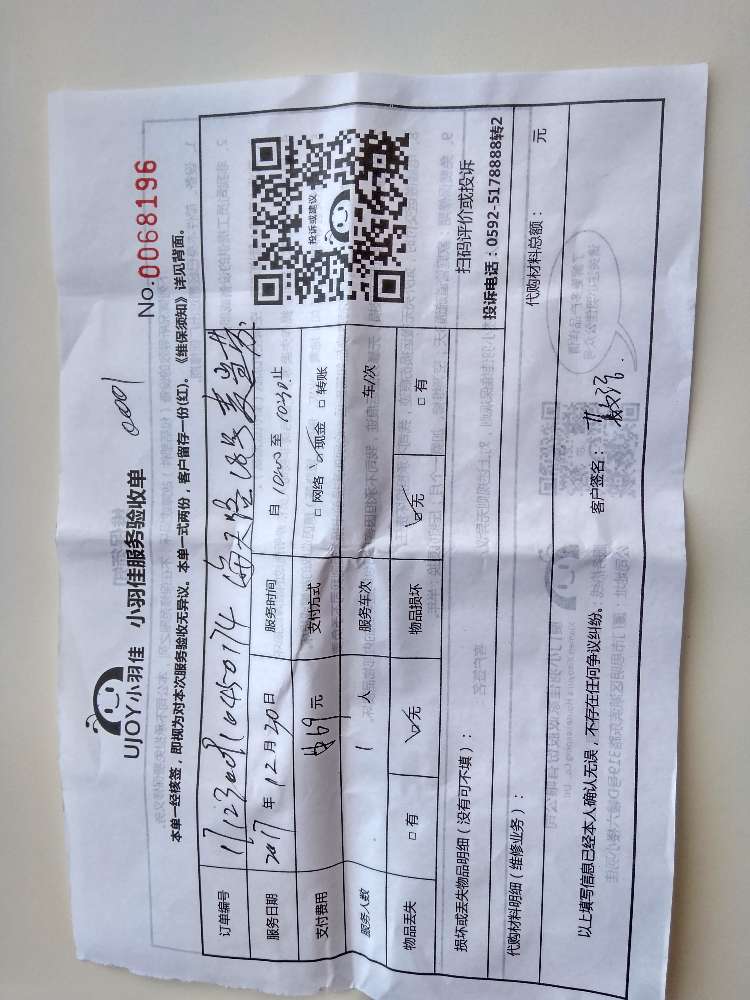 UJOY小羽佳 小羽佳服务验收单 0001
No.0068196
本单一经核签，即视为对本次服务验收无异议。本单一式两份，客户留存一份(红)。《维保须知》详见背面。
订单编号
服务日期 2017 年 12 月 30 日 服务时间 自 1000 至 1030 止
支付费用 169 元 支付方式 □ 网络 ☑ 现金 □ 转账
服务人数 1 人 服务车次 车/次
物品丢失 □ 有 ☑ 无 物品损坏 ☑ 无 □ 有
投诉或建议
扫码评价或投诉
投诉电话：0592-5178888转2
损坏或丢失物品明细（没有可不填）：
代购材料明细（维修业务）： 代购材料总额： 元
以上填写信息已经本人确认无误，不存在任何争议纠纷。 客户签名：